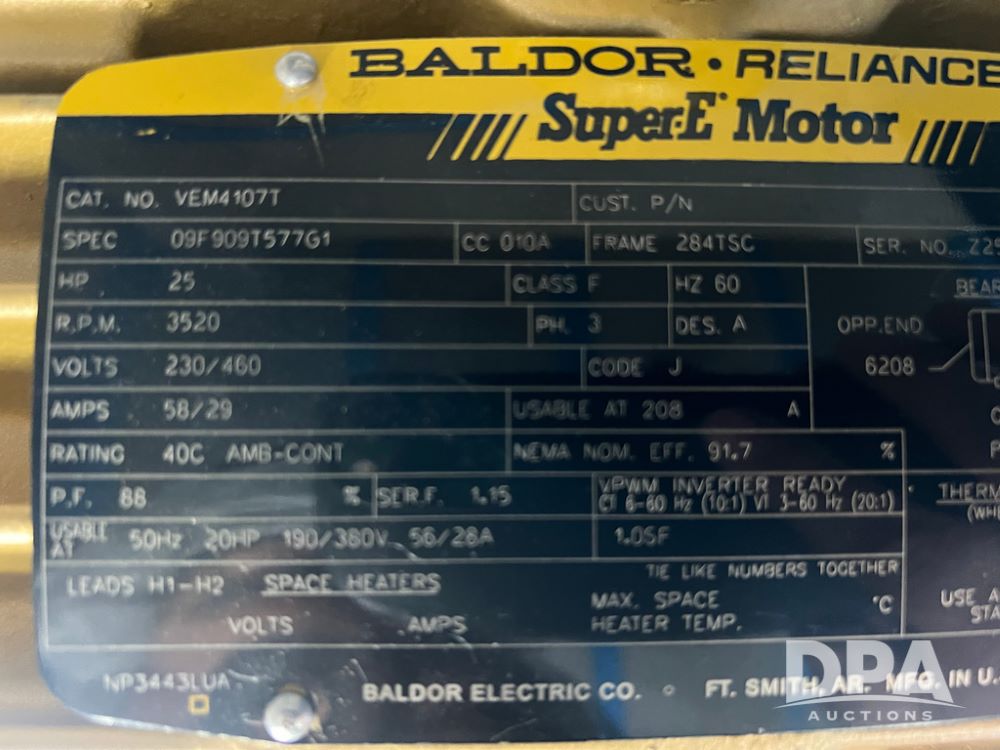 BALDOR • RELIANCE
Super-E® Motor
CAT. NO. VEM4107T CUST. P/N
SPEC 09F909T577G1 CC 010A FRAME 284TSC SER. NO.
HP 25 CLASS F HZ 60
R.P.M. 3520 PH. 3 DES. A OPP.END
VOLTS 230/460 CODE J 6208
AMPS 58/29 USABLE AT 208 A
RATING 40C AMB-CONT NEMA NOM. EFF. 91.7 %
P.F. 88 % SER.F. 1.15 VPWM INVERTER READY
CT 6-60 Hz (10:1) VT 3-60 Hz (20:1)
USABLE AT 50Hz 20HP 190/380V 56/28A 1.0SF
LEADS H1-H2 SPACE HEATERS TIE LIKE NUMBERS TOGETHER
MAX. SPACE °C USE
VOLTS AMPS HEATER TEMP.
NP3443LUA
BALDOR ELECTRIC CO. FT. SMITH, AR. MFG. IN U.
DPA
AUCTIONS